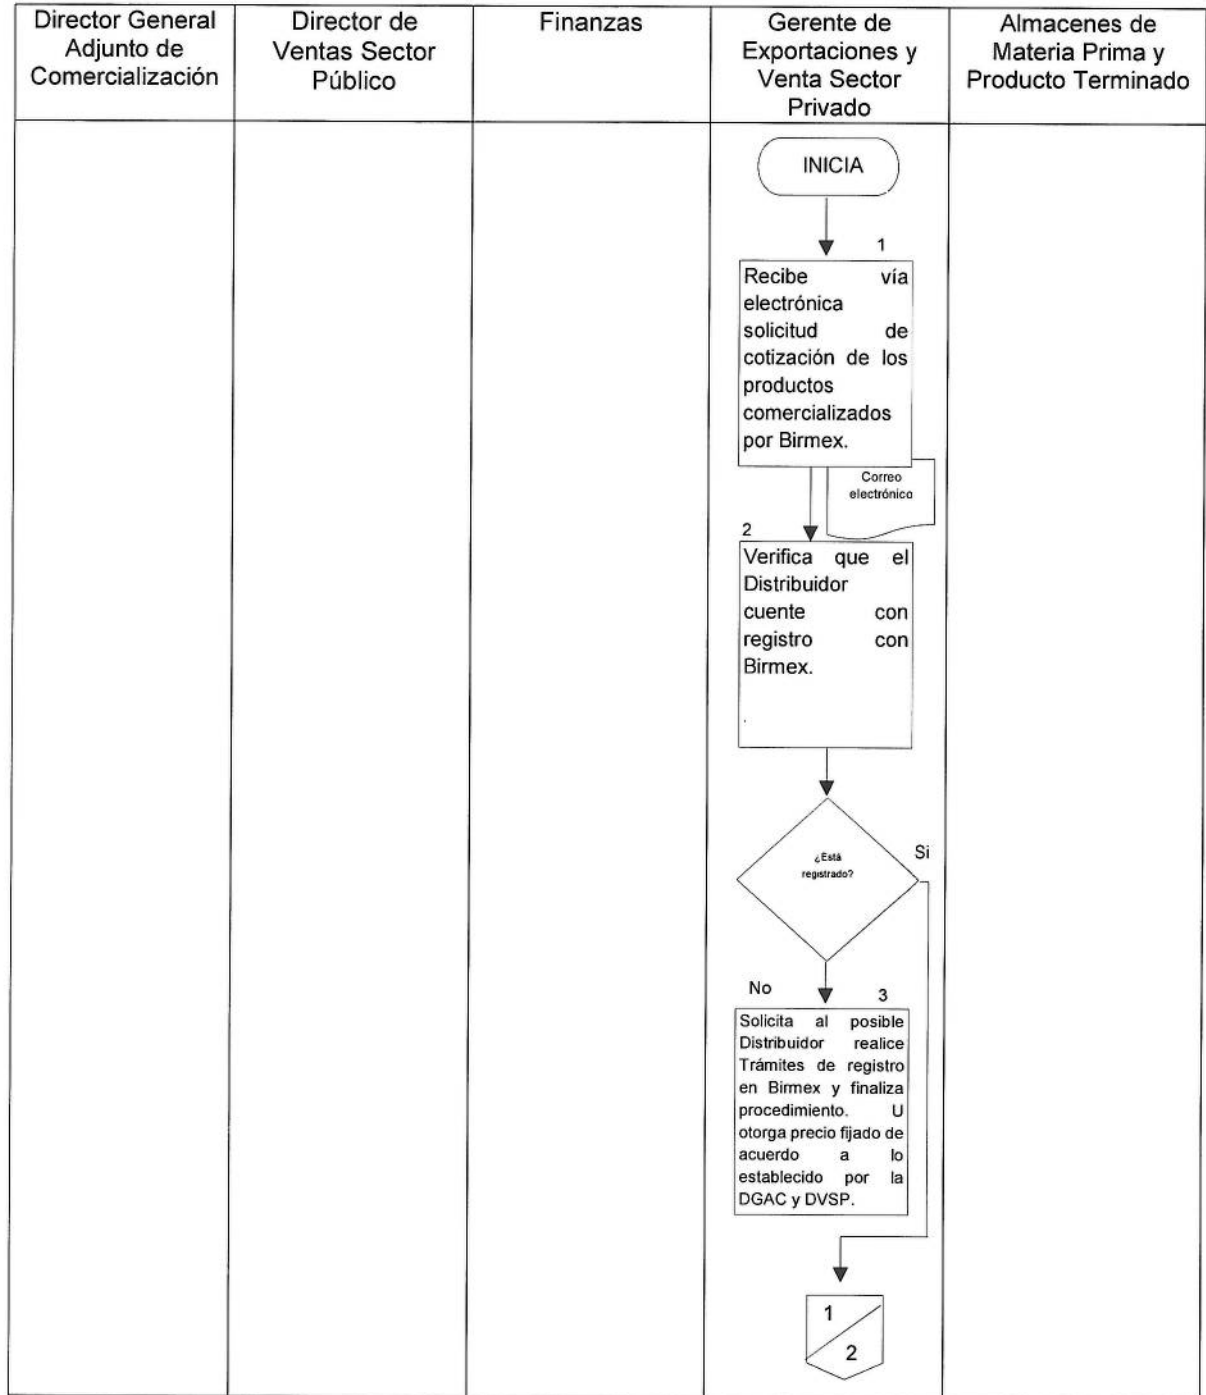 Director General
Adjunto de
Comercialización
Director de
Ventas Sector
Público
Finanzas
Gerente de
Exportaciones y
Venta Sector
Privado
Almacenes de
Materia Prima y
Producto Terminado
INICIA
1
Recibe vía
electrónica
solicitud de
cotización de los
productos
comercializados
por Birmex.
Correo
electrónico
2
Verifica que el
Distribuidor
cuente con
registro con
Birmex.
.
¿Está
registrado?
Si
No
3
Solicita al posible
Distribuidor realice
Trámites de registro
en Birmex y finaliza
procedimiento. U
otorga precio fijado de
acuerdo a lo
establecido por la
DGAC y DVSP.
1
2